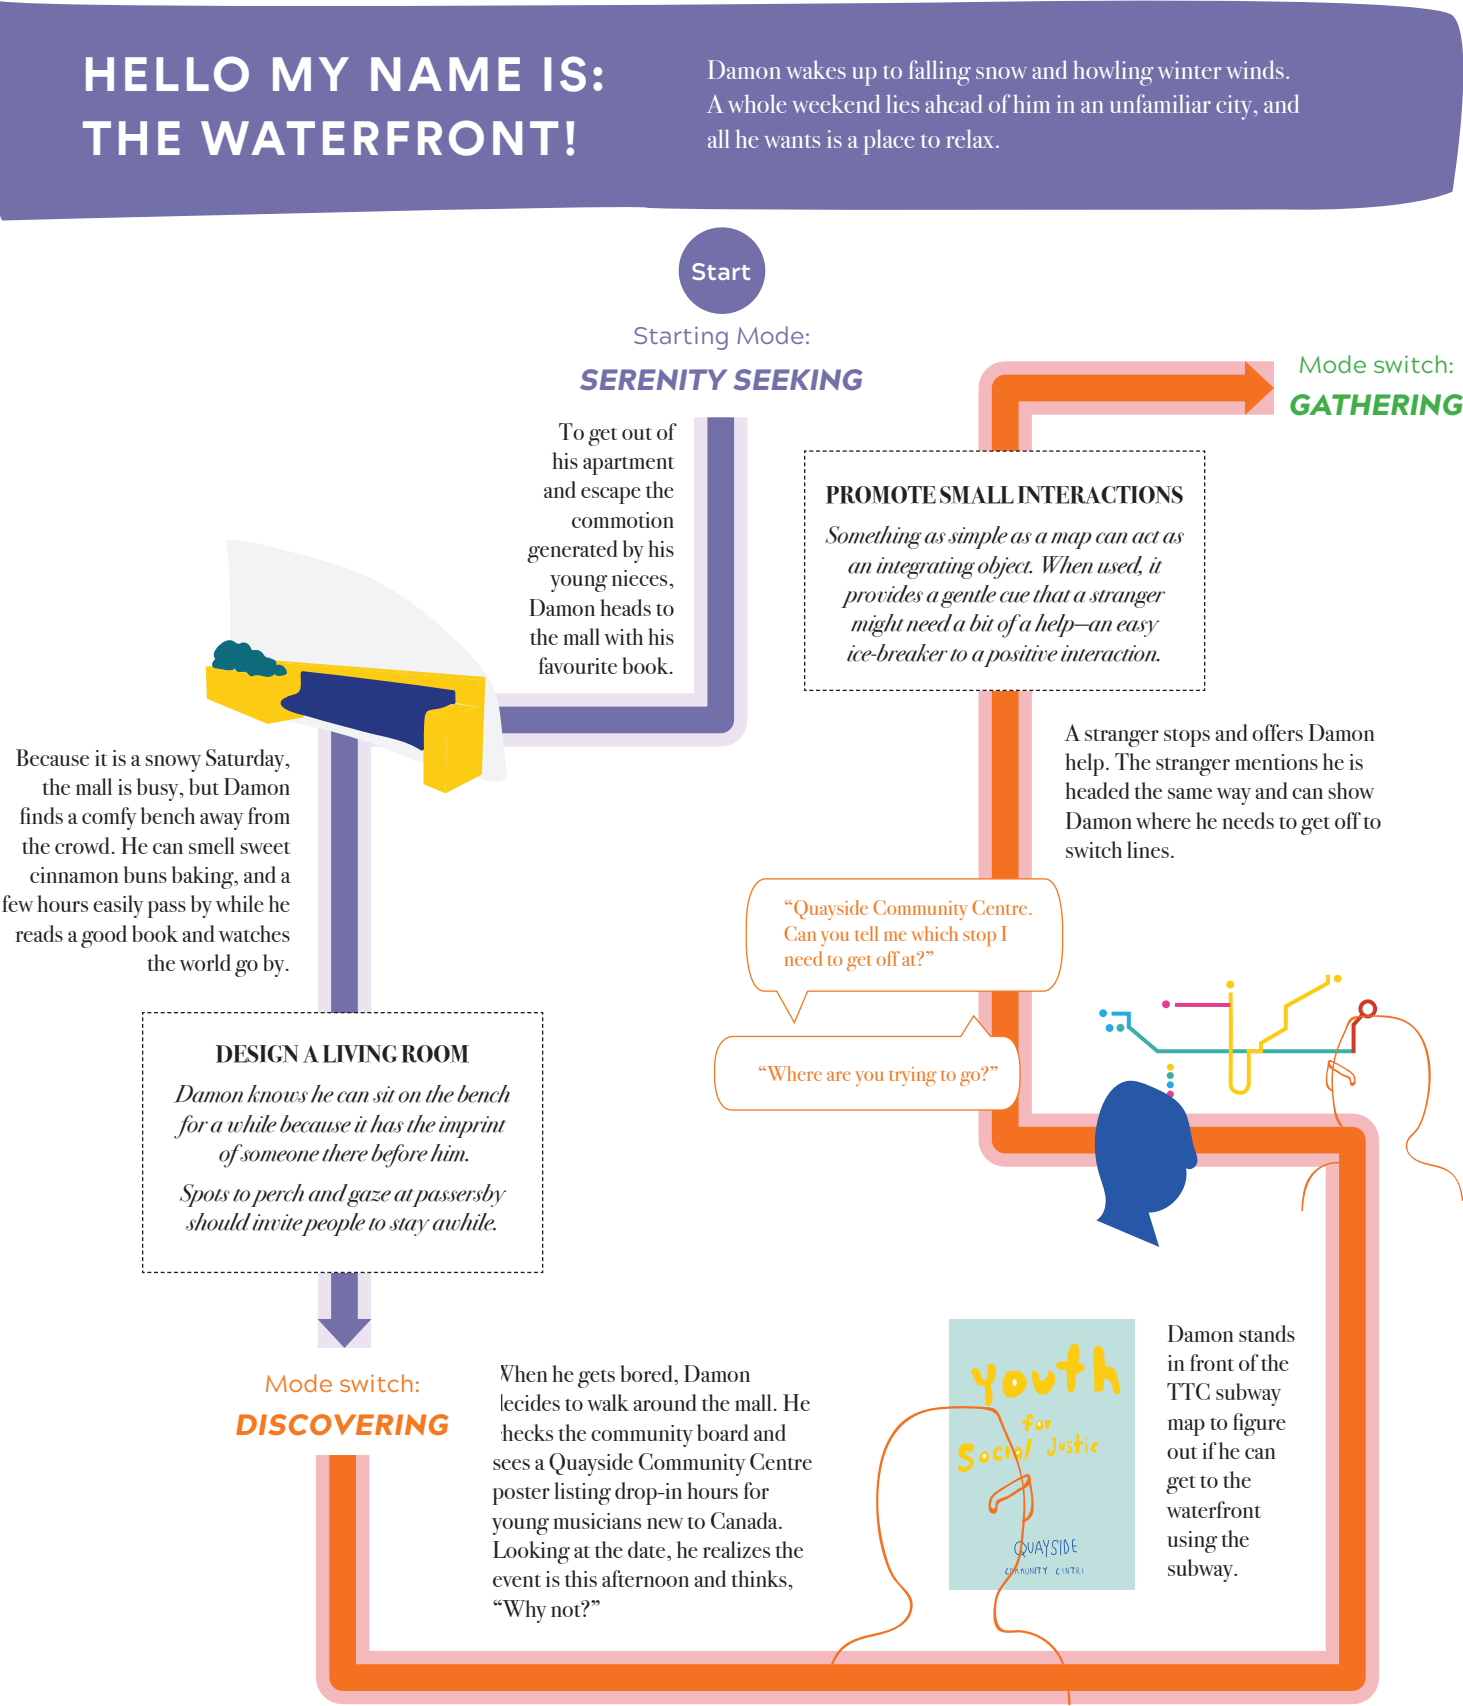 HELLO MY NAME IS:
THE WATERFRONT!
Damon wakes up to falling snow and howling winter winds.
A whole weekend lies ahead of him in an unfamiliar city, and
all he wants is a place to relax.
Start
Starting Mode:
SERENITY SEEKING
To get out of
his apartment
and escape the
commotion
generated by his
young nieces,
Damon heads to
the mall with his
favourite book.
Because it is a snowy Saturday,
the mall is busy, but Damon
finds a comfy bench away from
the crowd. He can smell sweet
cinnamon buns baking, and a
few hours easily pass by while he
reads a good book and watches
the world go by.
DESIGN A LIVING ROOM
Damon knows he can sit on the bench
for a while because it has the imprint
of someone there before him.
Spots to perch and gaze at passersby
should invite people to stay awhile.
Mode switch:
DISCOVERING
When he gets bored, Damon
decides to walk around the mall. He
checks the community board and
sees a Quayside Community Centre
poster listing drop-in hours for
young musicians new to Canada.
Looking at the date, he realizes the
event is this afternoon and thinks,
“Why not?”
youth
for
Social Justic
QUAYSIDE
COMMUNITY CENTRE
Damon stands
in front of the
TTC subway
map to figure
out if he can
get to the
waterfront
using the
subway.
“Where are you trying to go?”
“Quayside Community Centre.
Can you tell me which stop I
need to get off at?”
A stranger stops and offers Damon
help. The stranger mentions he is
headed the same way and can show
Damon where he needs to get off to
switch lines.
PROMOTE SMALL INTERACTIONS
Something as simple as a map can act as
an integrating object. When used, it
provides a gentle cue that a stranger
might need a bit of a help—an easy
ice-breaker to a positive interaction.
Mode switch:
GATHERING